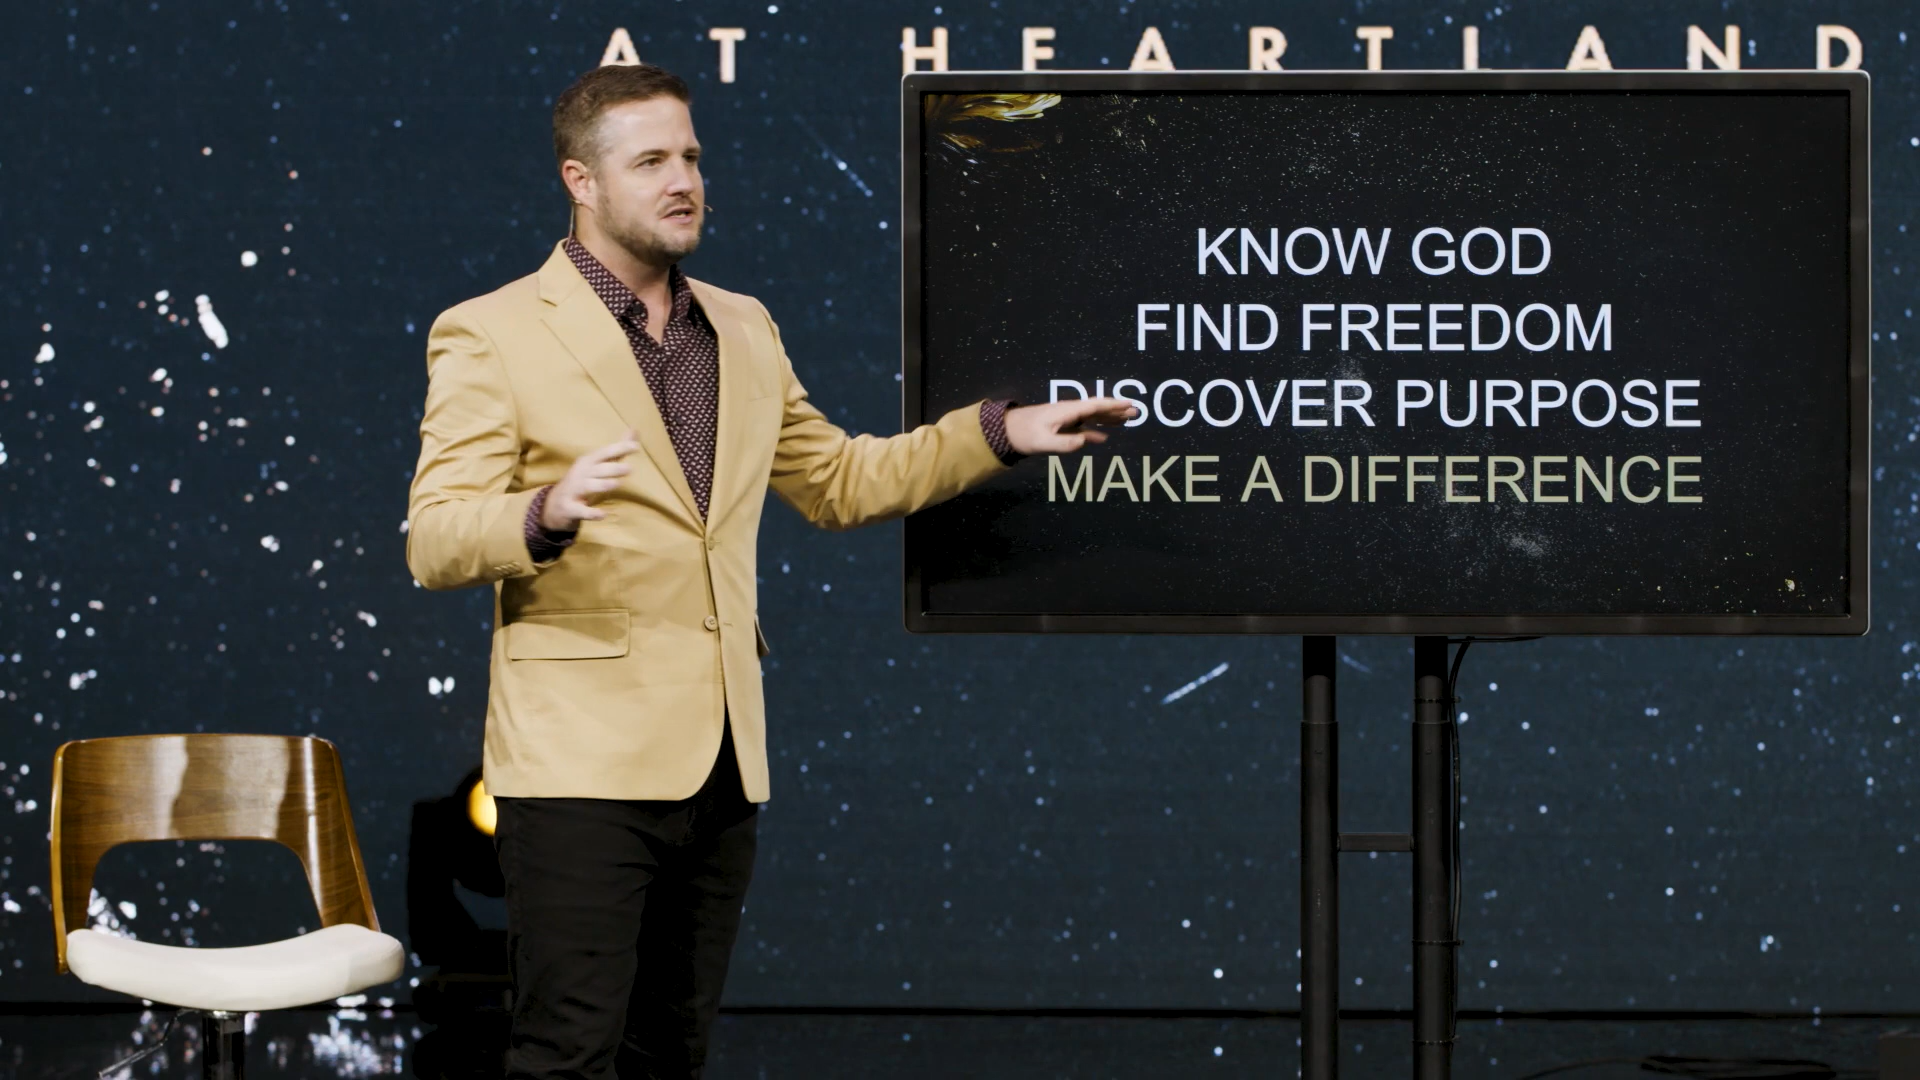 AT HEARTLAND
KNOW GOD
FIND FREEDOM
DISCOVER PURPOSE
MAKE A DIFFERENCE